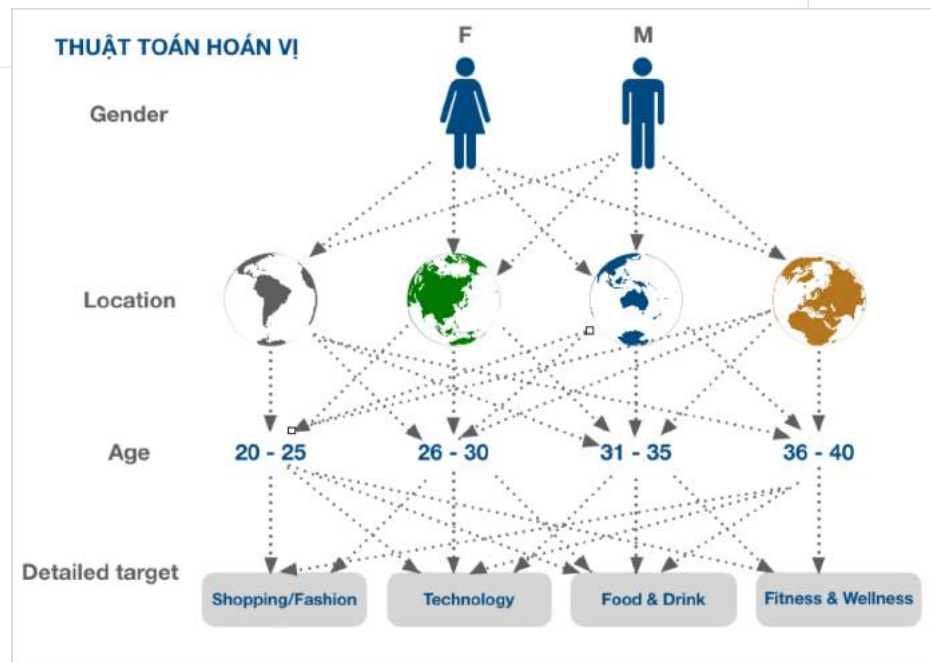 THUẬT TOÁN HOÁN VỊ
F M
Gender
Location
Age 20 - 25 26 - 30 31 - 35 36 - 40
Detailed target
Shopping/Fashion Technology Food & Drink Fitness & Wellness